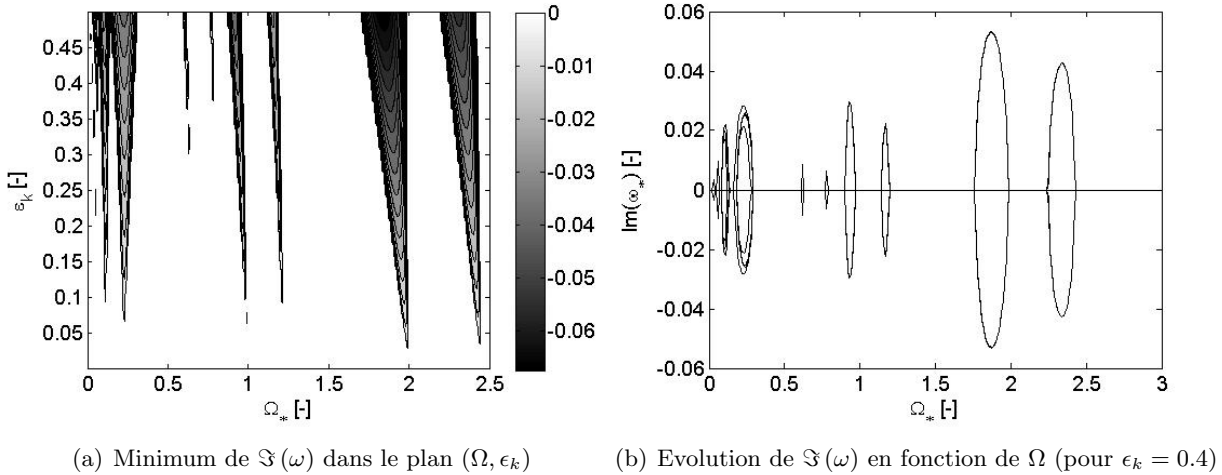 0.45
0.4
0.35
0.3
0.25
0.2
0.15
0.1
0.05
ε_k [-]
0 0.5 1 1.5 2 2.5
Ω_* [-]
0
-0.01
-0.02
-0.03
-0.04
-0.05
-0.06
(a) Minimum de ℑ (ω) dans le plan (Ω, ϵ_k)
0.06
0.04
0.02
0
-0.02
-0.04
-0.06
Im(ω_*) [-]
0 0.5 1 1.5 2 2.5 3
Ω_* [-]
(b) Evolution de ℑ (ω) en fonction de Ω (pour ϵ_k = 0.4)